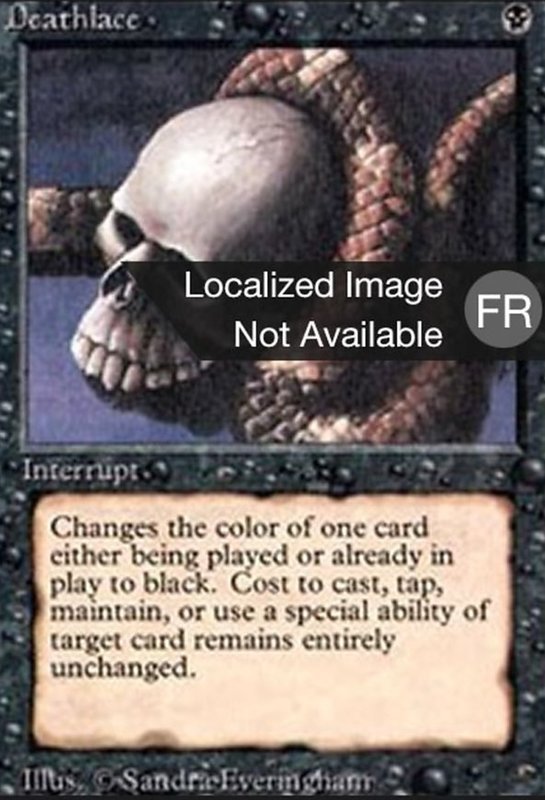 Deathlace
Localized Image
Not Available
FR
Interrupt
Changes the color of one card
either being played or already in
play to black. Cost to cast, tap,
maintain, or use a special ability of
target card remains entirely
unchanged.
Illus. © Sandra Everingham